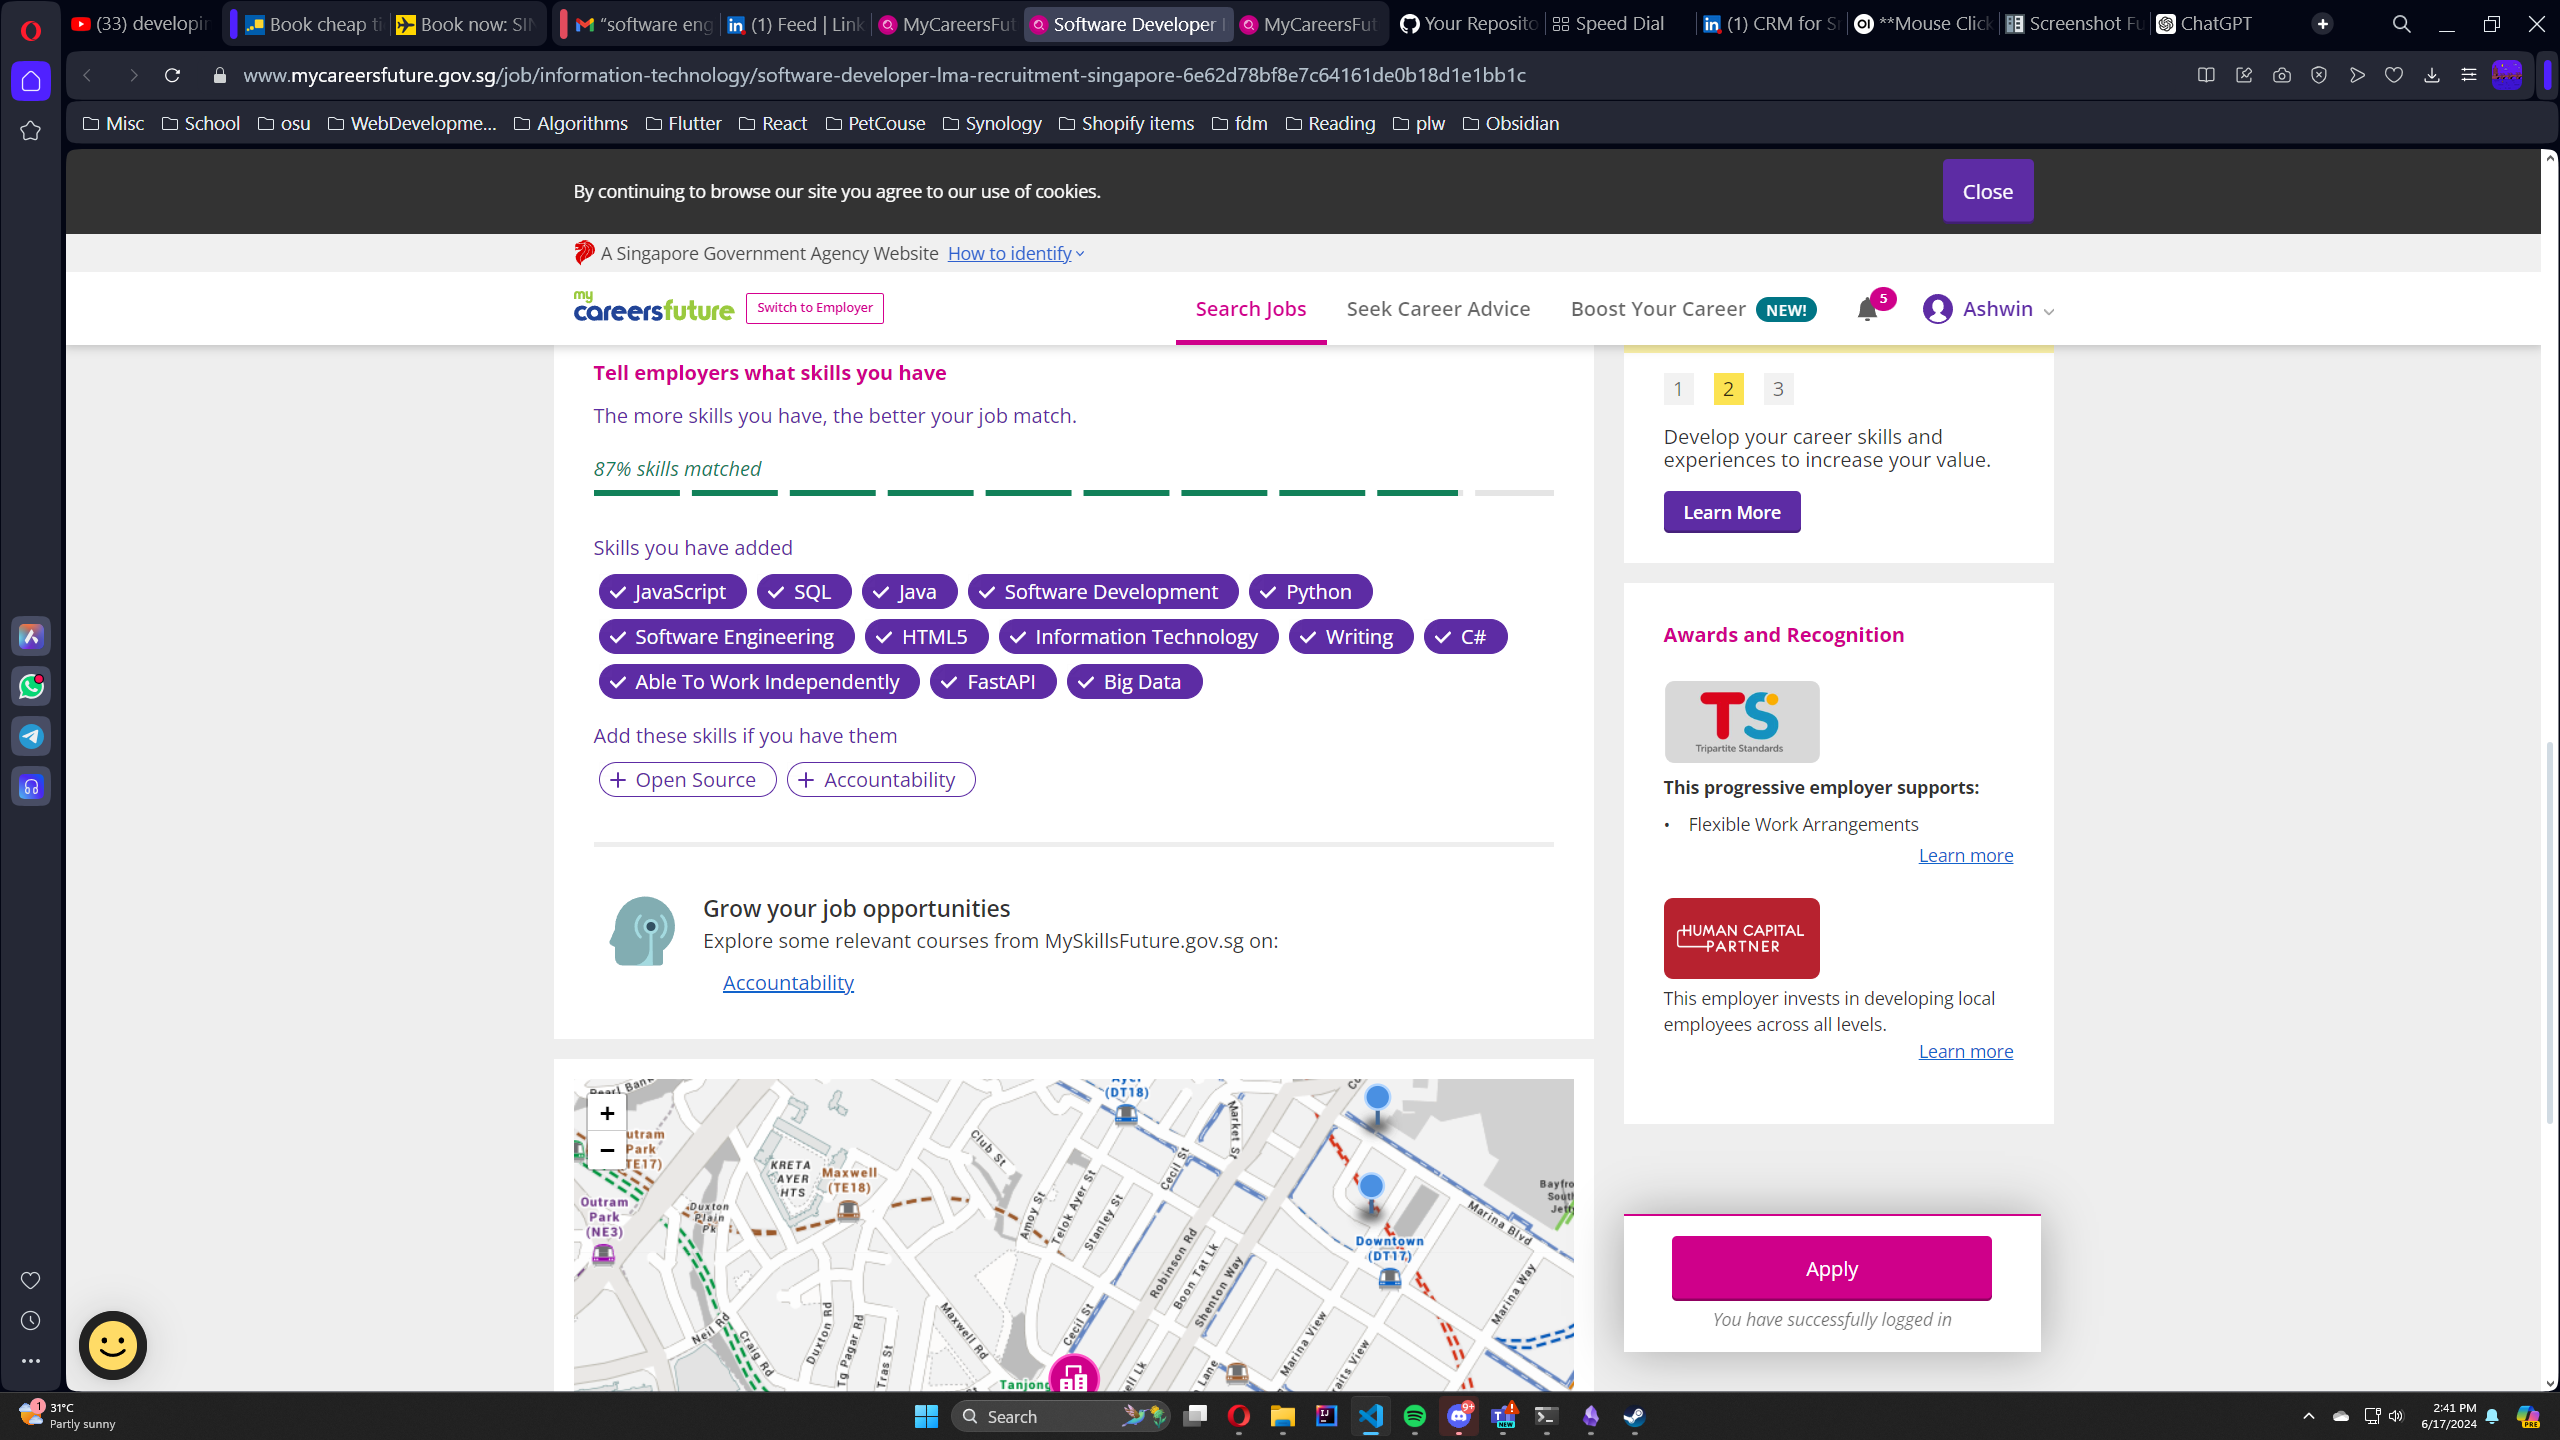 (33) developin
Book cheap ti
Book now: SIN
"software eng
(1) Feed | Link
MyCareersFut
Software Developer
MyCareersFut
Your Reposito
Speed Dial
(1) CRM for Sm
**Mouse Click
Screenshot Fu
ChatGPT
www.mycareersfuture.gov.sg/job/information-technology/software-developer-lma-recruitment-singapore-6e62d78bf8e7c64161de0b18d1e1bb1c
Misc
School
osu
WebDevelopme...
Algorithms
Flutter
React
PetCouse
Synology
Shopify items
fdm
Reading
plw
Obsidian
By continuing to browse our site you agree to our use of cookies.
Close
A Singapore Government Agency Website How to identify
my careersfuture
Switch to Employer
Search Jobs
Seek Career Advice
Boost Your Career NEW!
5
Ashwin
Tell employers what skills you have
The more skills you have, the better your job match.
87% skills matched
Skills you have added
JavaScript
SQL
Java
Software Development
Python
Software Engineering
HTML5
Information Technology
Writing
C#
Able To Work Independently
FastAPI
Big Data
Add these skills if you have them
+ Open Source
+ Accountability
Grow your job opportunities
Explore some relevant courses from MySkillsFuture.gov.sg on:
Accountability
1 2 3
Develop your career skills and
experiences to increase your value.
Learn More
Awards and Recognition
TS
Tripartite Standards
This progressive employer supports:
• Flexible Work Arrangements
Learn more
HUMAN CAPITAL
PARTNER
This employer invests in developing local
employees across all levels.
Learn more
Apply
You have successfully logged in
+
−
(DT18)
Outram
Park
(NE3)
KRETA
AYER
HTS
Maxwell
(TE18)
Duxton
Plain
Pk
Club St
Market St
Cecil St
Amoy St
Telok Ayer St
Stanley St
Robinson Rd
Boon Tat Lk
Shenton Way
Downtown
(DT17)
Marina Blvd
Marina Way
Marina View
Neil Rd
Craig Rd
Duxton Rd
Tg Pagar Rd
Tras St
Maxwell Rd
Cecil St
Tanjong
1
31°C
Partly sunny
Search
9+
NEW
PRE
2:41 PM
6/17/2024